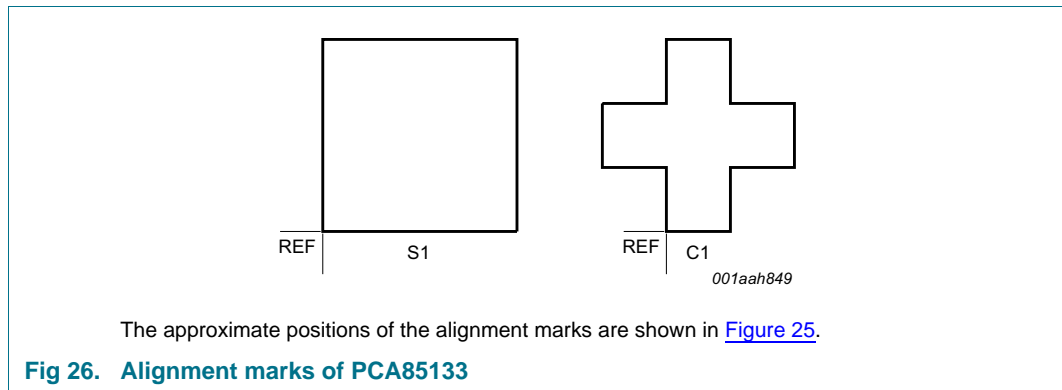 REF
S1
REF
C1
001aah849
The approximate positions of the alignment marks are shown in Figure 25.
Fig 26. Alignment marks of PCA85133